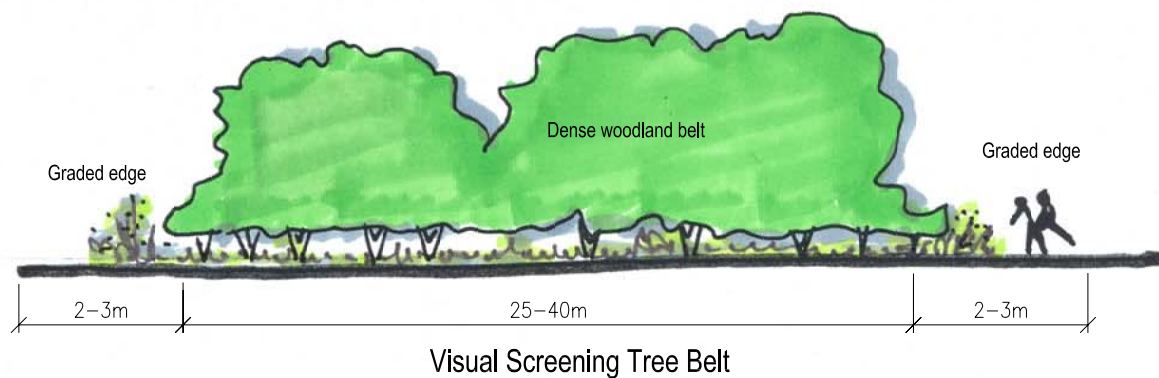 Dense woodland belt
Graded edge
Graded edge
2-3m
25-40m
2-3m
Visual Screening Tree Belt